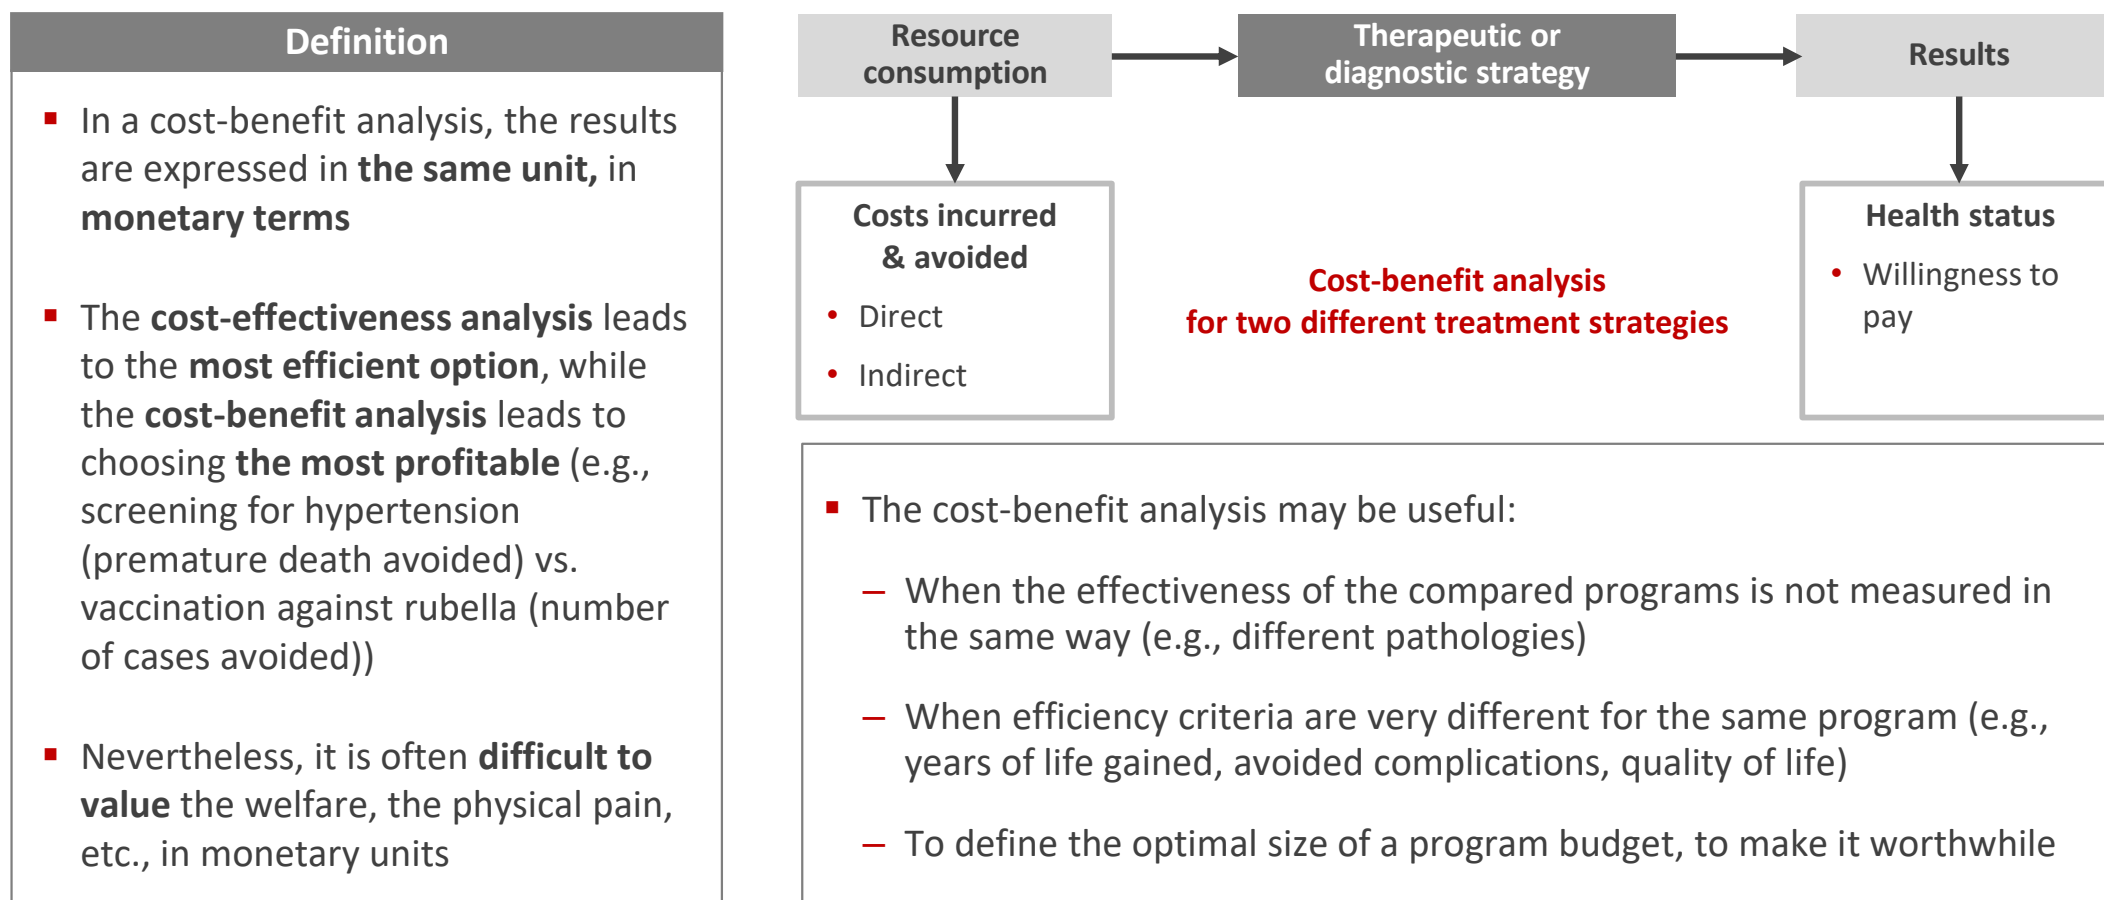 Definition
▪ In a cost-benefit analysis, the results
are expressed in the same unit, in
monetary terms
▪ The cost-effectiveness analysis leads
to the most efficient option, while
the cost-benefit analysis leads to
choosing the most profitable (e.g.,
screening for hypertension
(premature death avoided) vs.
vaccination against rubella (number
of cases avoided))
▪ Nevertheless, it is often difficult to
value the welfare, the physical pain,
etc., in monetary units
Resource
consumption
Therapeutic or
diagnostic strategy
Results
Costs incurred
& avoided
• Direct
• Indirect
Cost-benefit analysis
for two different treatment strategies
Health status
• Willingness to
pay
▪ The cost-benefit analysis may be useful:
– When the effectiveness of the compared programs is not measured in
the same way (e.g., different pathologies)
– When efficiency criteria are very different for the same program (e.g.,
years of life gained, avoided complications, quality of life)
– To define the optimal size of a program budget, to make it worthwhile